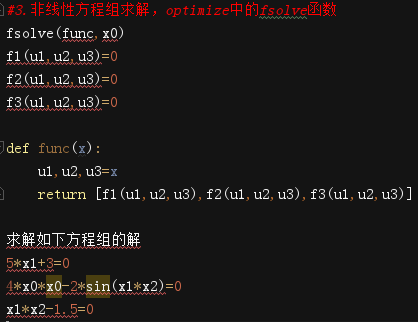 #3.非线性方程组求解，optimize中的fsolve函数
fsolve(func,x0)
f1(u1,u2,u3)=0
f2(u1,u2,u3)=0
f3(u1,u2,u3)=0
def func(x):
u1,u2,u3=x
return [f1(u1,u2,u3),f2(u1,u2,u3),f3(u1,u2,u3)]
求解如下方程组的解
5*x1+3=0
4*x0*x0-2*sin(x1*x2)=0
x1*x2-1.5=0